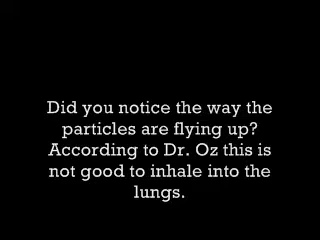 Did you notice the way the
particles are flying up?
According to Dr. Oz this is
not good to inhale into the
lungs.